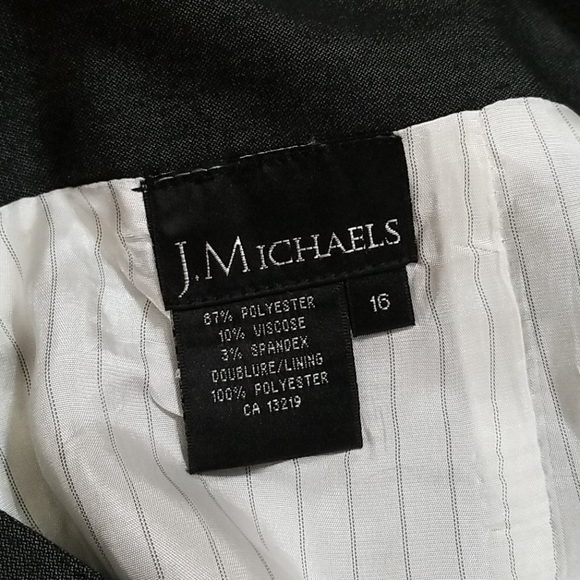 J.MICHAELS
16
87% POLYESTER
10% VISCOSE
3% SPANDEX
DOUBLURE/LINING
100% POLYESTER
CA 13219